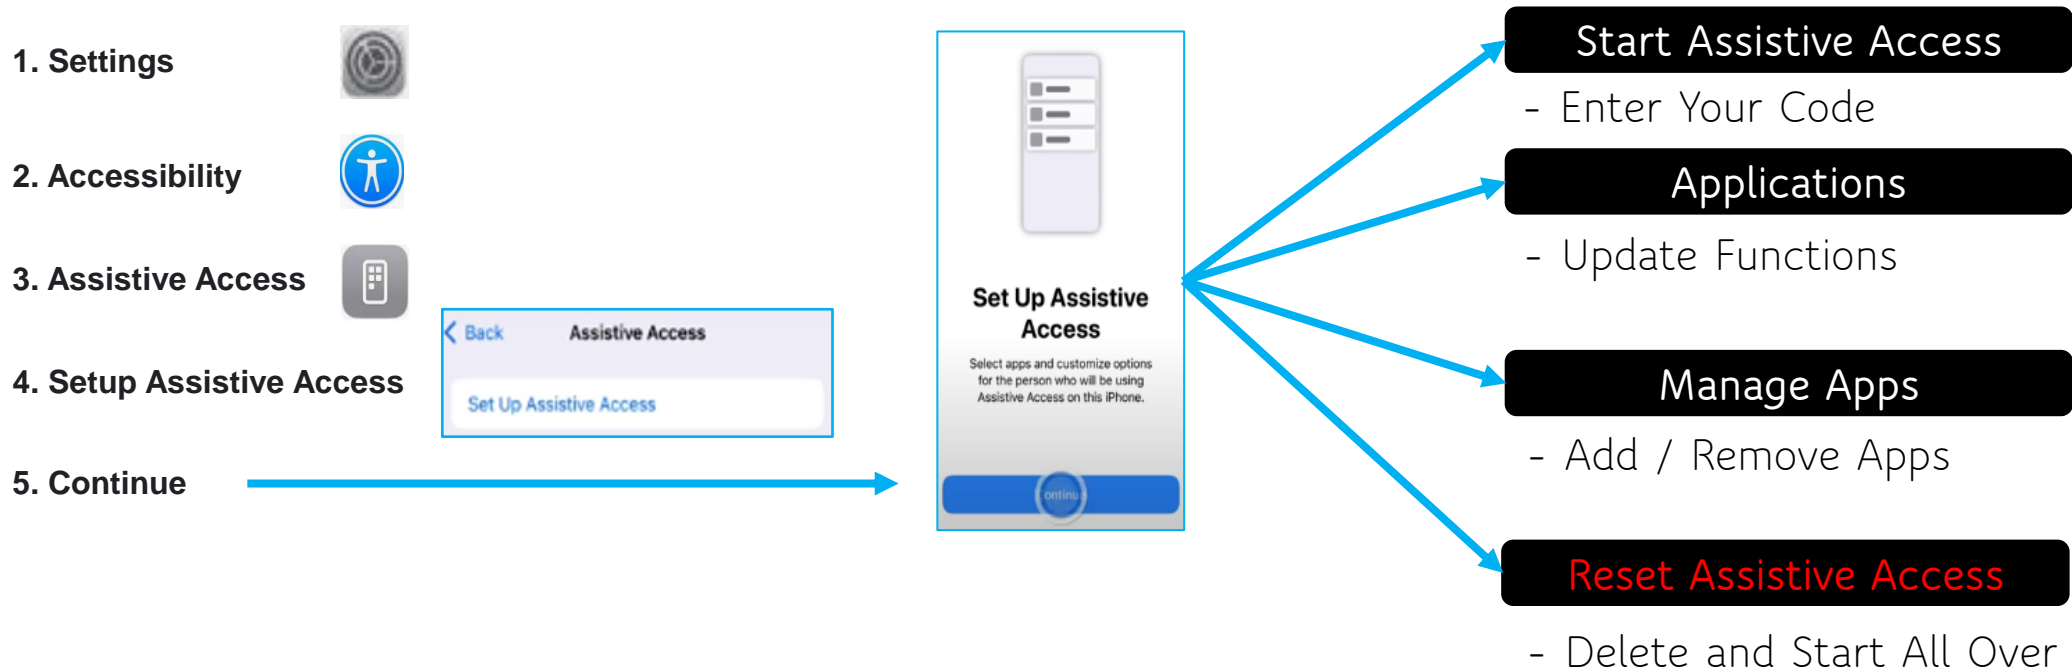 1. Settings
2. Accessibility
3. Assistive Access
4. Setup Assistive Access
Back
Assistive Access
Set Up Assistive Access
5. Continue
Set Up Assistive
Access
Select apps and customize options
for the person who will be using
Assistive Access on this iPhone.
Continue
Start Assistive Access
- Enter Your Code
Applications
- Update Functions
Manage Apps
- Add / Remove Apps
Reset Assistive Access
- Delete and Start All Over